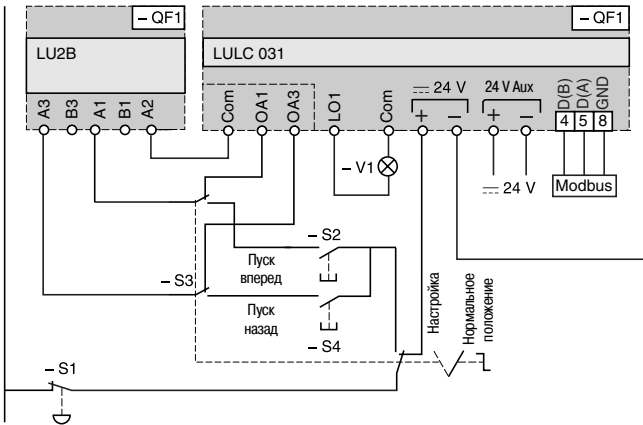 – QF1
– QF1
LU2B
LULC 031
A3
B3
A1
B1
A2
Com
OA1
OA3
LO1
Com
24 V
+
–
24 V Aux
+
–
D(B)
D(A)
GND
4
5
8
– V1
24 V
Modbus
– S2
Пуск
вперед
– S3
Пуск
назад
– S4
Настройка
Нормальное
положение
– S1